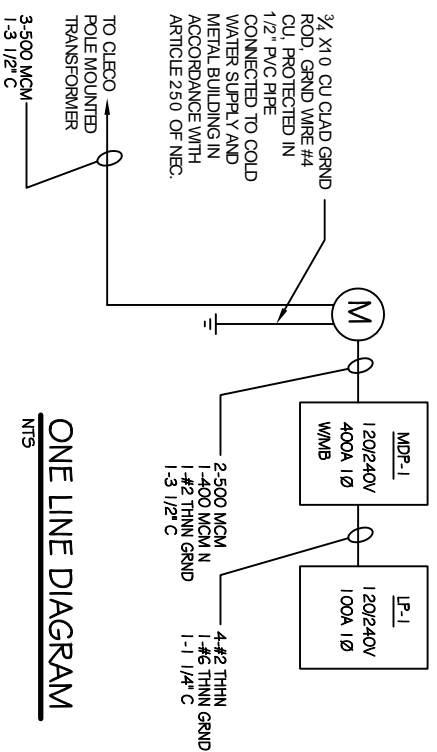 3/4 X10 CU CLAD GRND
ROD, GRND WIRE #4
CU, PROTECTED IN
1/2" PVC PIPE
CONNECTED TO COLD
WATER SUPPLY AND
METAL BUILDING IN
ACCORDANCE WITH
ARTICLE 250 OF NEC.
TO CLECO
POLE MOUNTED
TRANSFORMER
3-500 MCM
1-3 1/2" C
M
MDP-1
120/240V
400A 1Ø
W/MB
LP-1
120/240V
100A 1Ø
2-500 MCM
1-400 MCM N
1-#2 THNN GRND
1-3 1/2" C
4-#2 THHN
1-#6 THNN GRND
1-1 1/4" C
ONE LINE DIAGRAM
NTS